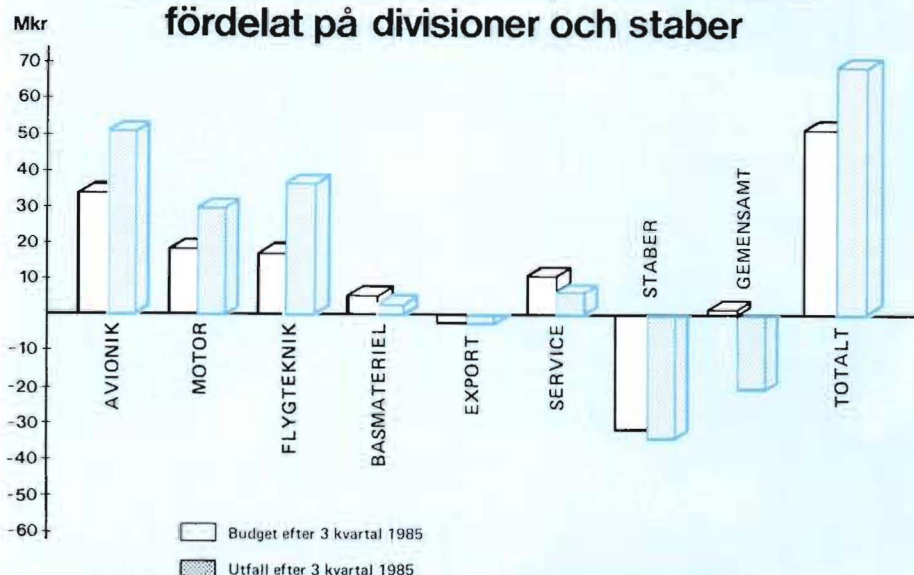 fördelat på divisioner och staber
Mkr
70
60
50
40
30
20
10
-10
-20
-30
-40
-50
-60
AVIONIK
MOTOR
FLYGTEKNIK
BASMATERIEL
EXPORT
SERVICE
STABER
GEMENSAMT
TOTALT
Budget efter 3 kvartal 1985
Utfall efter 3 kvartal 1985